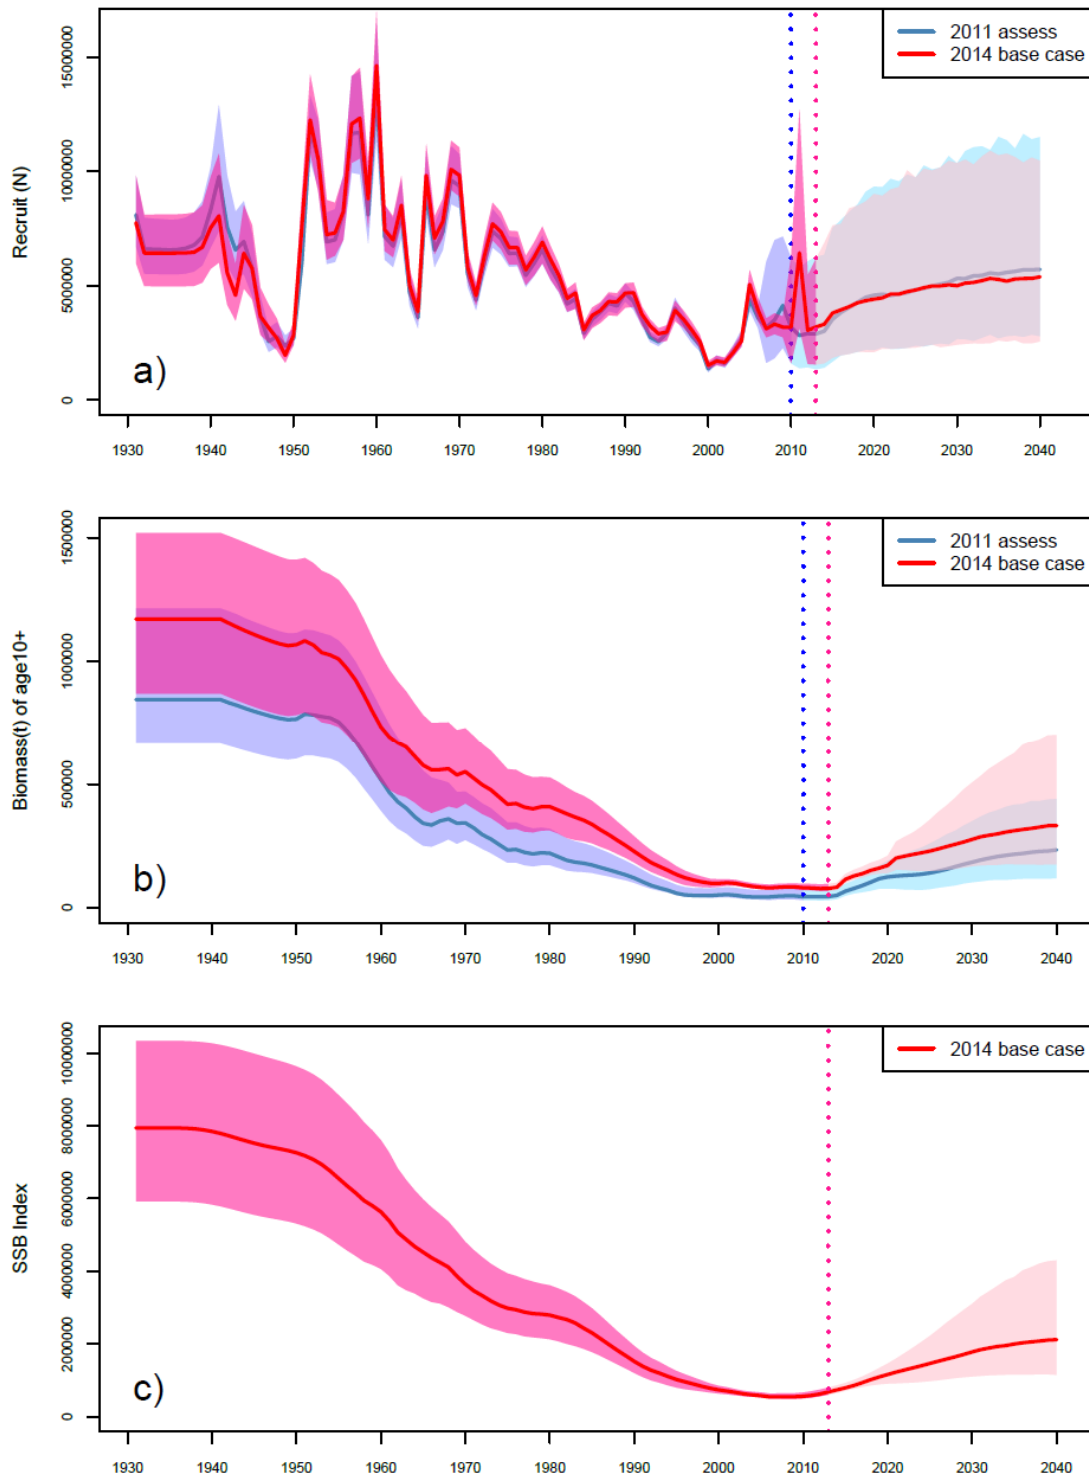 15000000
10000000
5000000
0
Recruit (N)
2011 assess
2014 base case
a)
1930 1940 1950 1960 1970 1980 1990 2000 2010 2020 2030 2040
1500000
1000000
500000
0
Biomass(t) of age10+
2011 assess
2014 base case
b)
1930 1940 1950 1960 1970 1980 1990 2000 2010 2020 2030 2040
10000000
8000000
6000000
4000000
2000000
0
SSB Index
2014 base case
c)
1930 1940 1950 1960 1970 1980 1990 2000 2010 2020 2030 2040